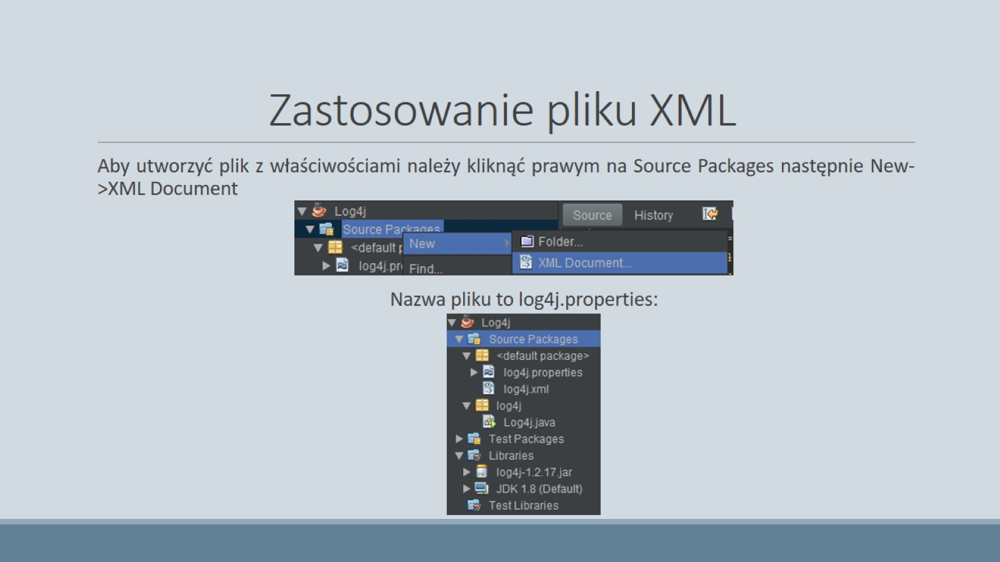 Zastosowanie pliku XML
Aby utworzyć plik z właściwościami należy kliknąć prawym na Source Packages następnie New-
>XML Document
Log4j
Source History
Source Packages
New
Folder...
<default p
XML Document...
log4j.pr
Find...
Nazwa pliku to log4j.properties:
Log4j
Source Packages
<default package>
log4j.properties
log4j.xml
log4j
Log4j.java
Test Packages
Libraries
log4j-1.2.17.jar
JDK 1.8 (Default)
Test Libraries